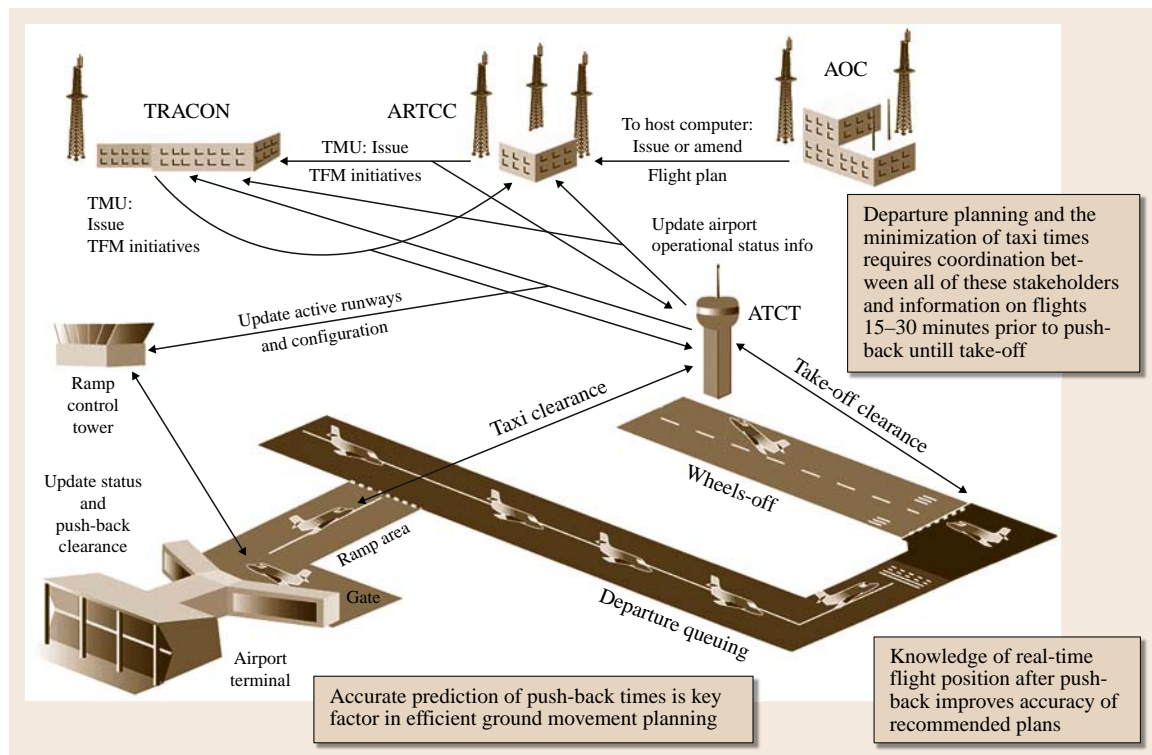 AOC
TRACON
ARTCC
To host computer:
Issue or amend
Flight plan
TMU: Issue
TFM initiatives
TMU:
Issue
TFM initiatives
Update airport
operational status info
Departure planning and the
minimization of taxi times
requires coordination bet-
ween all of these stakeholders
and information on flights
15–30 minutes prior to push-
back untill take-off
ATCT
Update active runways
and configuration
Ramp
control
tower
Taxi clearance
Take-off clearance
Wheels-off
Update status
and
push-back
clearance
Ramp area
Gate
Departure queuing
Airport
terminal
Accurate prediction of push-back times is key
factor in efficient ground movement planning
Knowledge of real-time
flight position after push-
back improves accuracy of
recommended plans